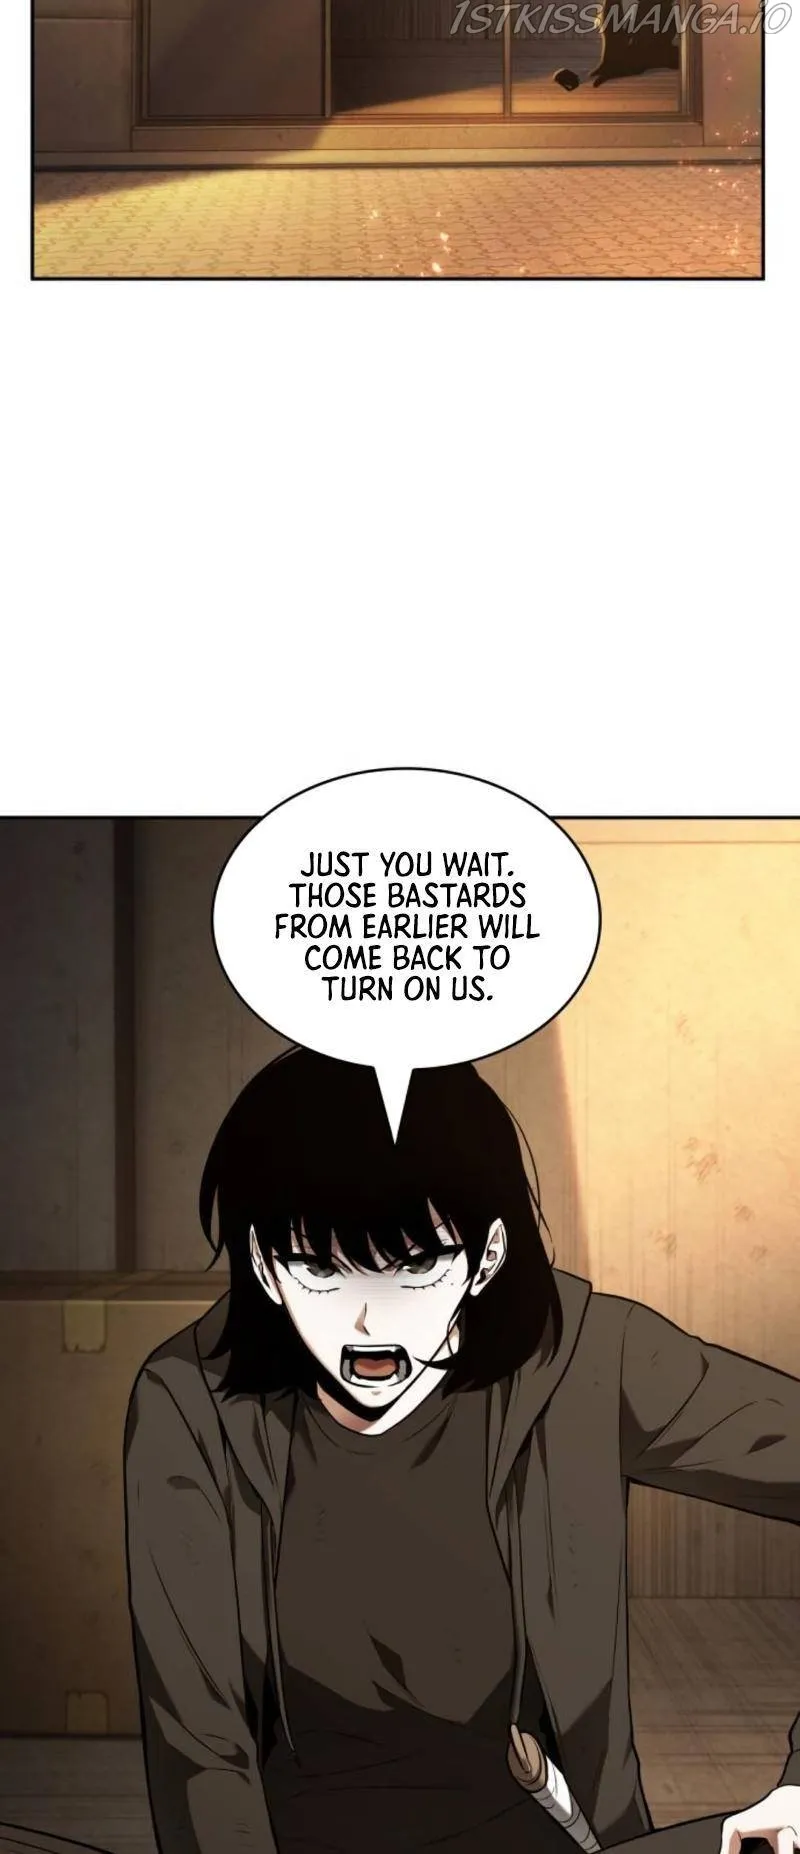 1STKISSMANGA.IO
JUST YOU WAIT.
THOSE BASTARDS
FROM EARLIER WILL
COME BACK TO
TURN ON US.